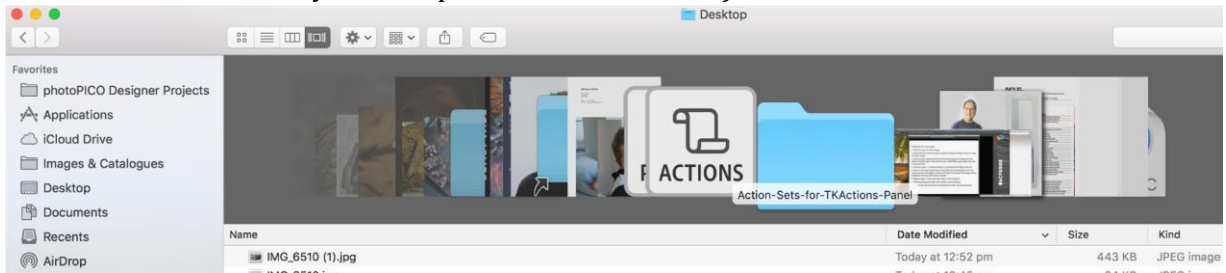 Desktop
Favorites
photoPICO Designer Projects
Applications
iCloud Drive
Images & Catalogues
Desktop
Documents
Recents
AirDrop
ACTIONS
Action-Sets-for-TKActions-Panel
Name Date Modified Size Kind
IMG_6510 (1).jpg Today at 12:52 pm 443 KB JPEG image